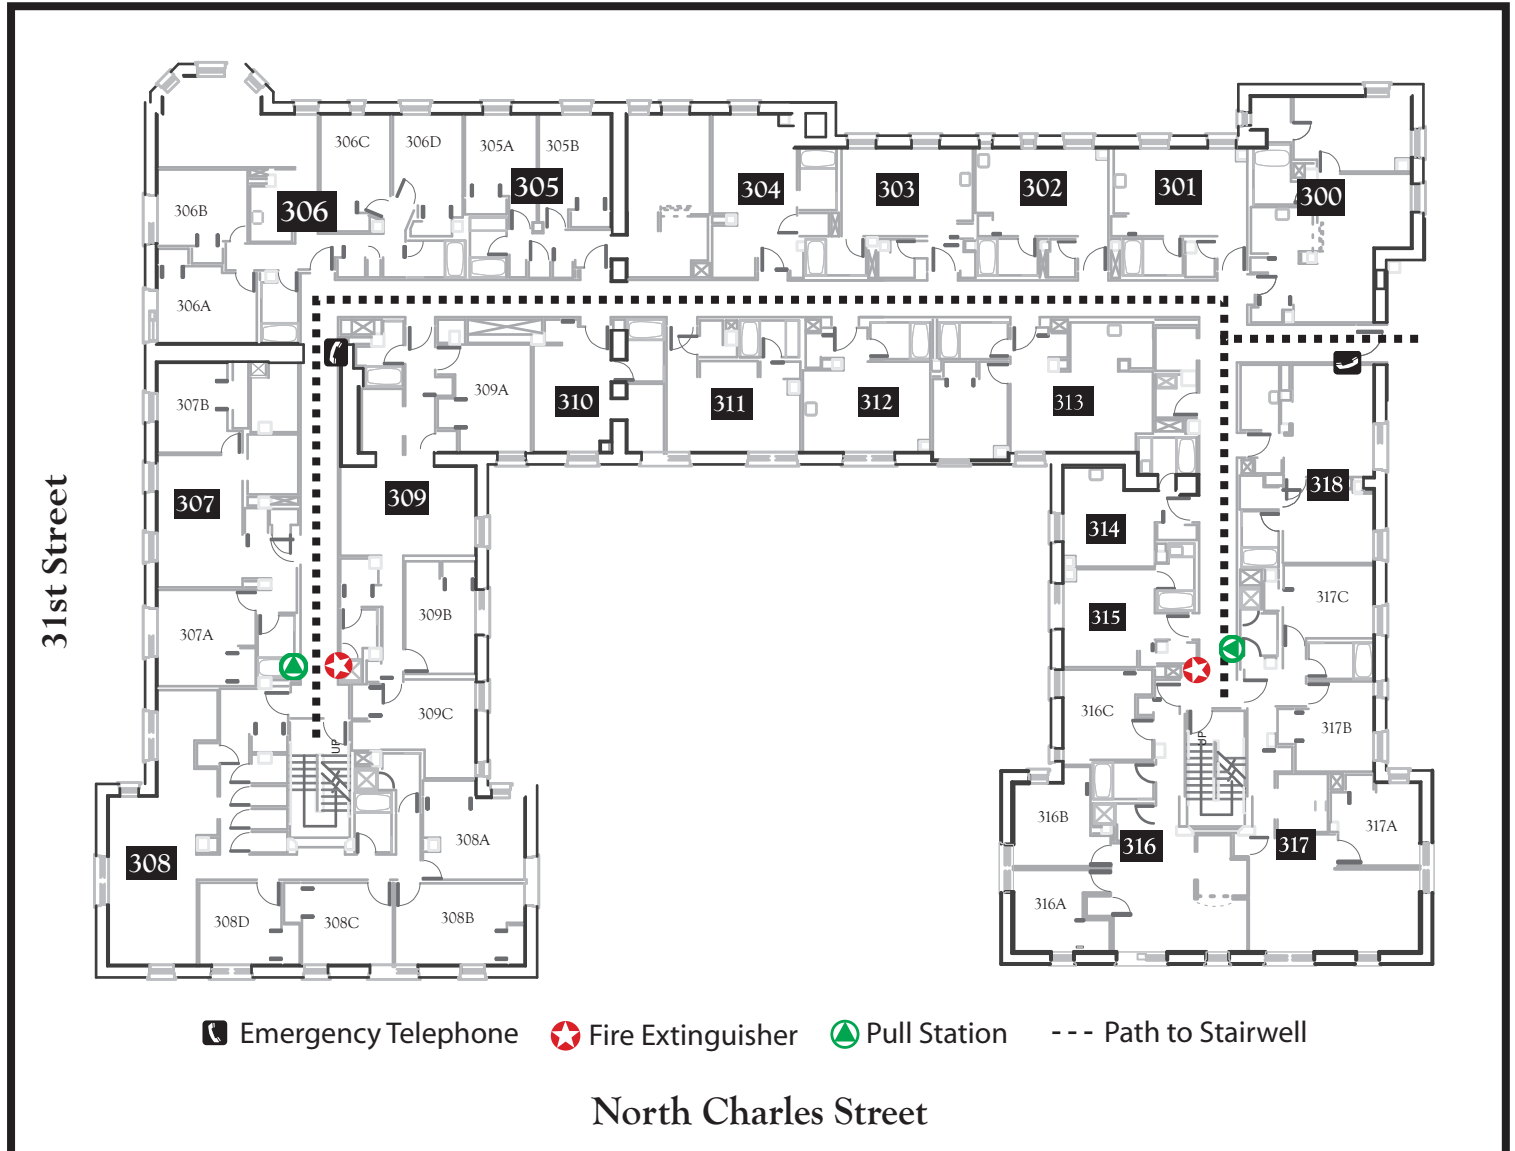 306C
306D
305A
305B
305
304
303
302
301
300
306B
306
306A
307B
309A
310
311
312
313
31st Street
307
309
318
314
315
317C
307A
309B
309C
316C
317B
UP
UP
316B
316
317
317A
308
308A
316A
308D
308C
308B
Emergency Telephone
Fire Extinguisher
Pull Station
--- Path to Stairwell
North Charles Street